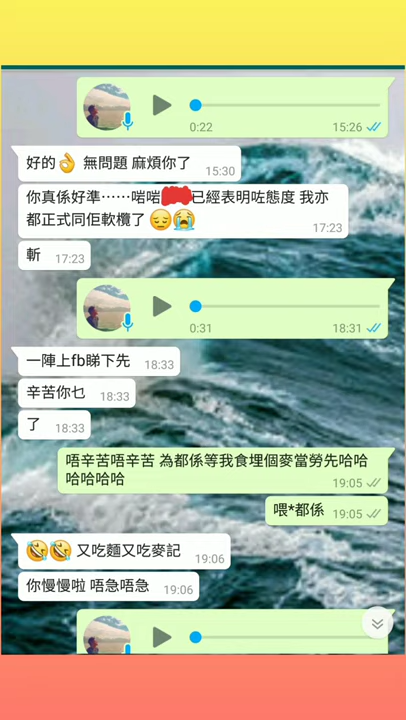 0:22 15:26
好的👌 無問題 麻煩你了 15:30
你真係好準⋯⋯啱啱 已經表明咗態度 我亦
都正式同佢軟欖了 😔😭 17:23
斬 17:23
0:31 18:31
一陣上fb睇下先 18:33
辛苦你乜 18:33
了 18:33
唔辛苦唔辛苦 為都係等我食埋個麥當勞先哈哈
哈哈哈哈哈 19:05
喂*都係 19:05
🤣🤣 又吃麵又吃麥記 19:06
你慢慢啦 唔急唔急 19:06